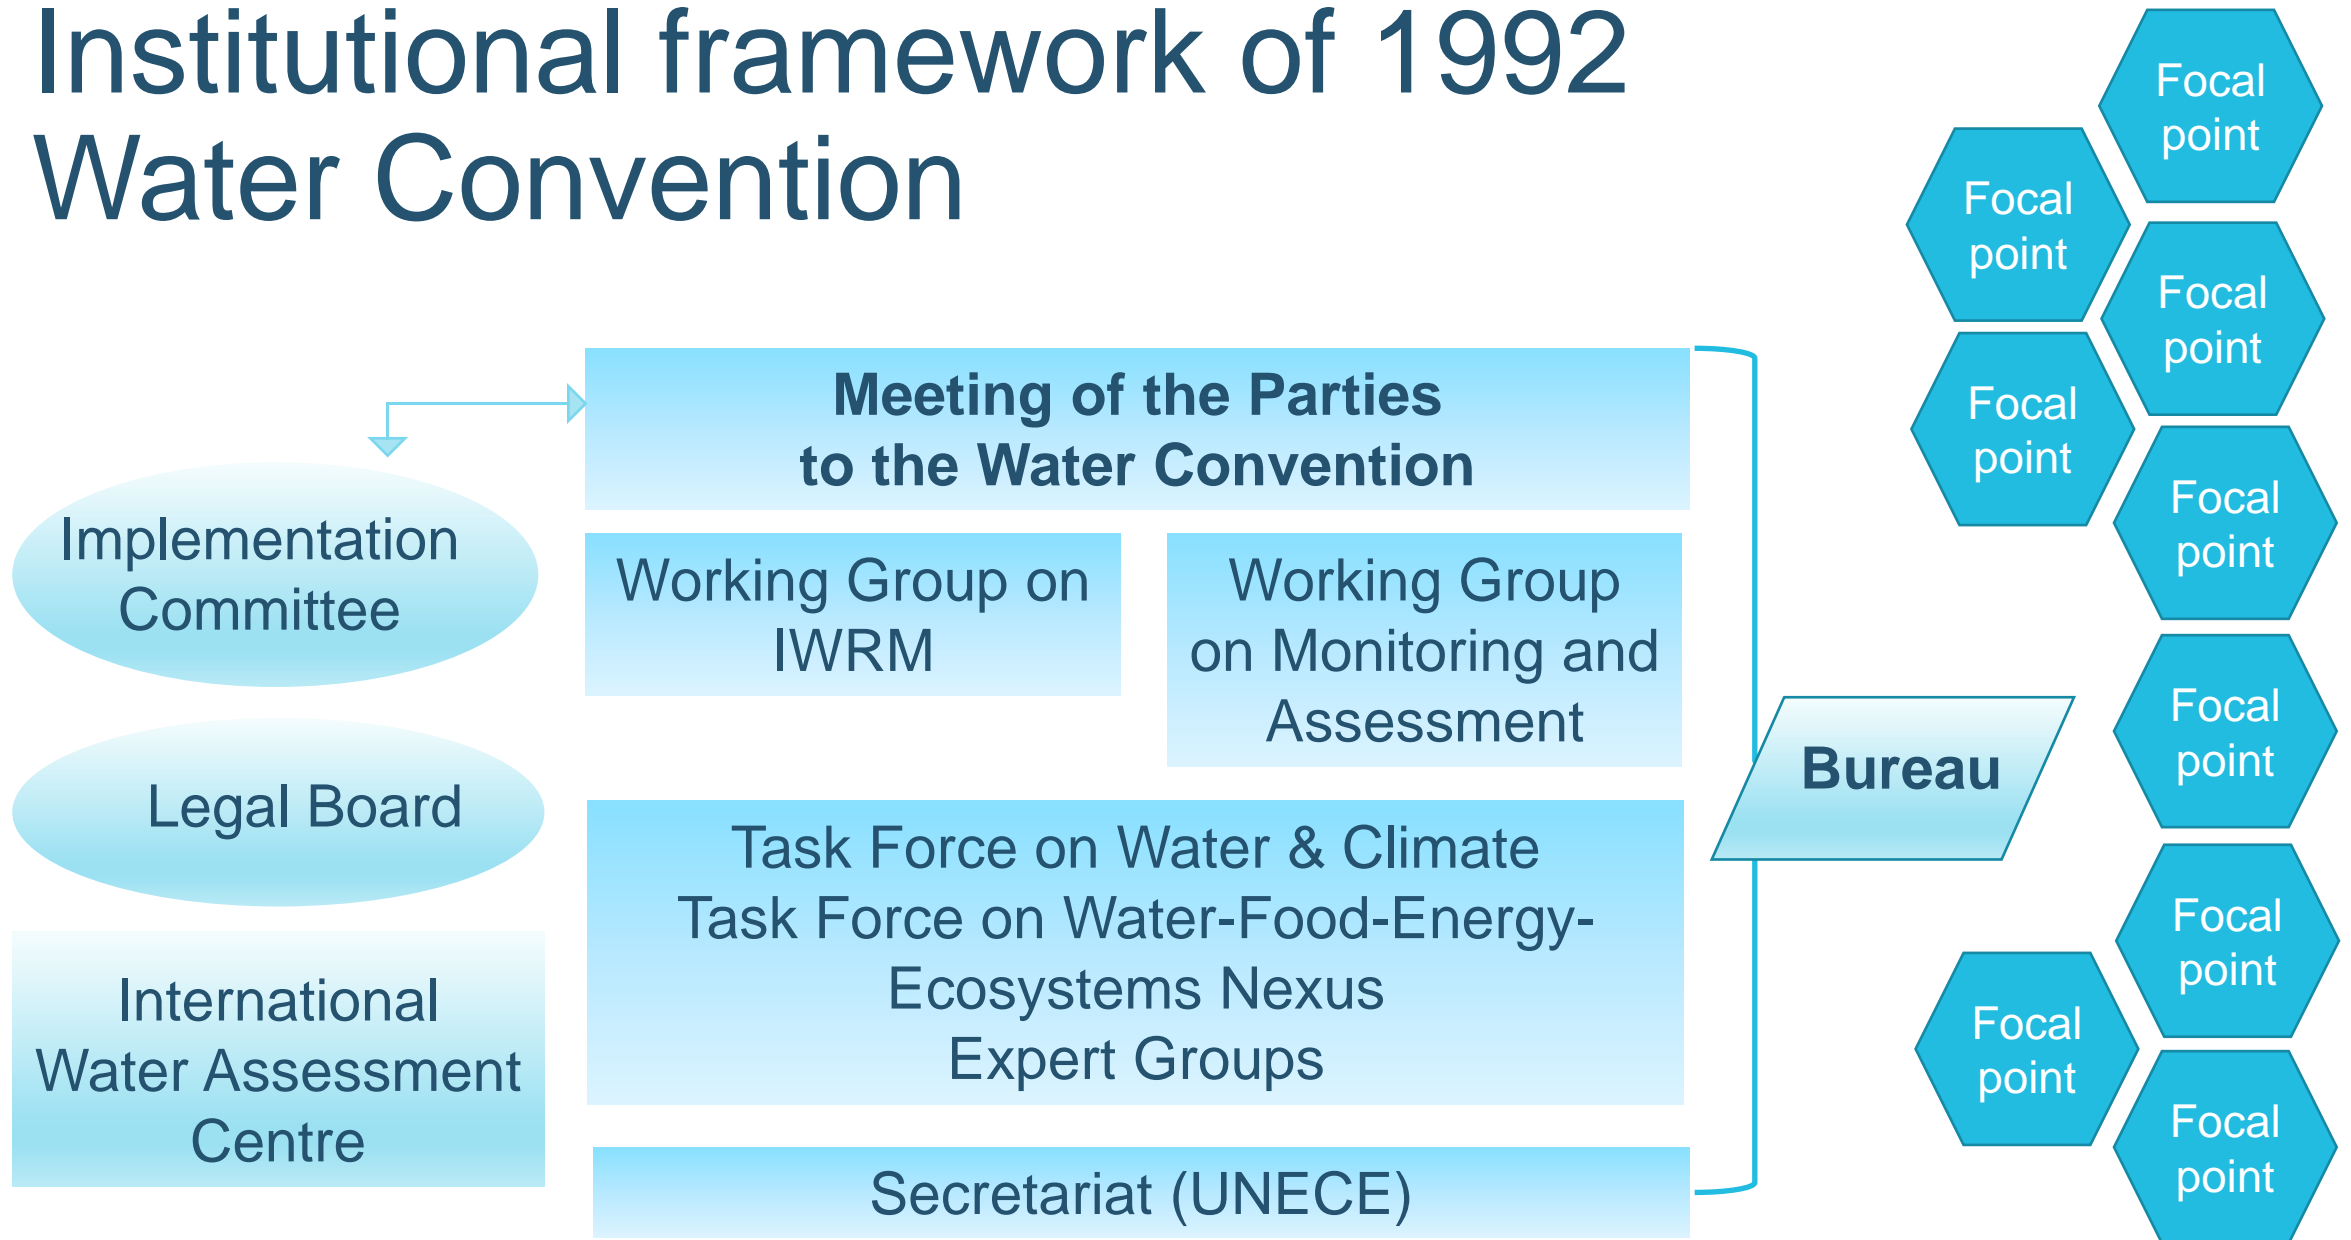 Institutional framework of 1992
Water Convention
Meeting of the Parties
to the Water Convention
Implementation
Committee
Working Group on
IWRM
Working Group
on Monitoring and
Assessment
Legal Board
Task Force on Water & Climate
Task Force on Water-Food-Energy-
Ecosystems Nexus
Expert Groups
International
Water Assessment
Centre
Secretariat (UNECE)
Bureau
Focal
point
Focal
point
Focal
point
Focal
point
Focal
point
Focal
point
Focal
point
Focal
point
Focal
point